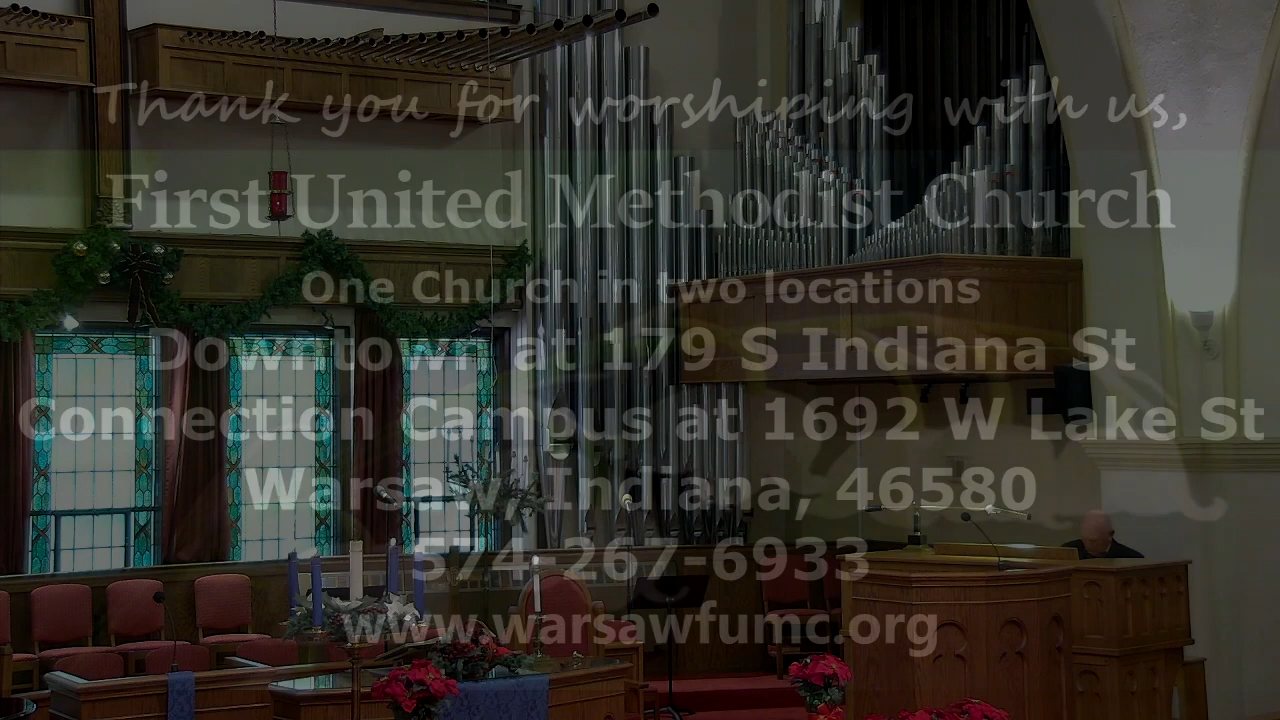 Thank you for worshiping with us,
First United Methodist Church
One Church in two locations
Downtown at 179 S Indiana St
Connection Campus at 1692 W Lake St
Warsaw, Indiana, 46580
574-267-6933
www.warsawfumc.org